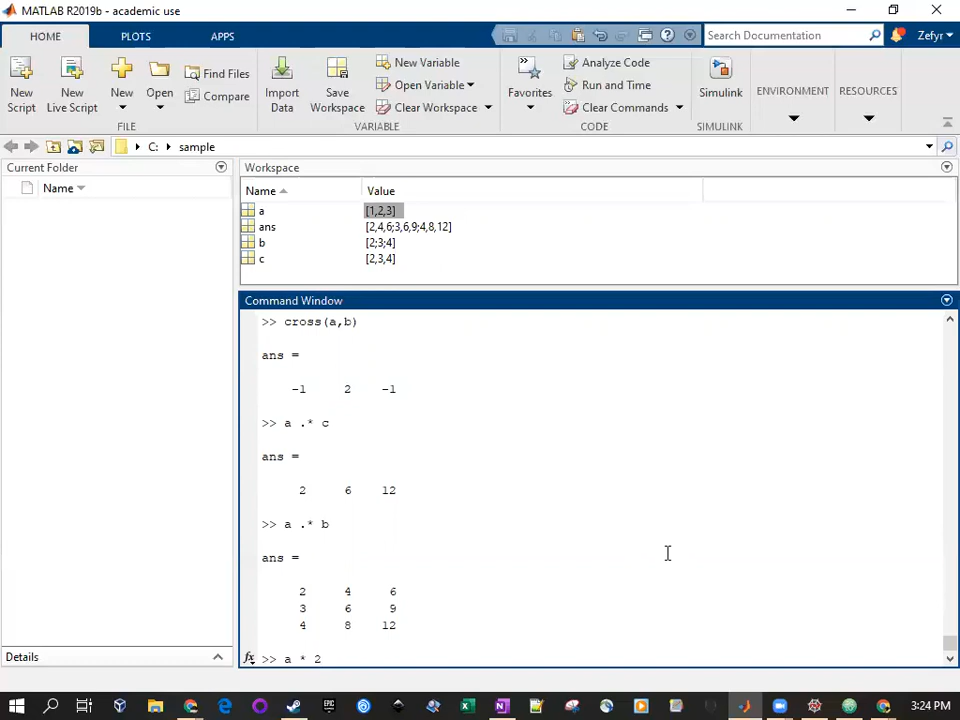 MATLAB R2019b - academic use
HOME PLOTS APPS
Search Documentation
Zefyr
New Script
New Live Script
New
Open
Find Files
Compare
FILE
Import Data
Save Workspace
New Variable
Open Variable
Clear Workspace
VARIABLE
Favorites
Analyze Code
Run and Time
Clear Commands
CODE
Simulink
SIMULINK
ENVIRONMENT
RESOURCES
C: sample
Current Folder
Name
Details
Workspace
Name Value
a [1,2,3]
ans [2,4,6;3,6,9;4,8,12]
b [2;3;4]
c [2,3,4]
Command Window
>> cross(a,b)
ans =
-1 2 -1
>> a .* c
ans =
2 6 12
>> a .* b
ans =
2 4 6
3 6 9
4 8 12
fx >> a * 2
3:24 PM